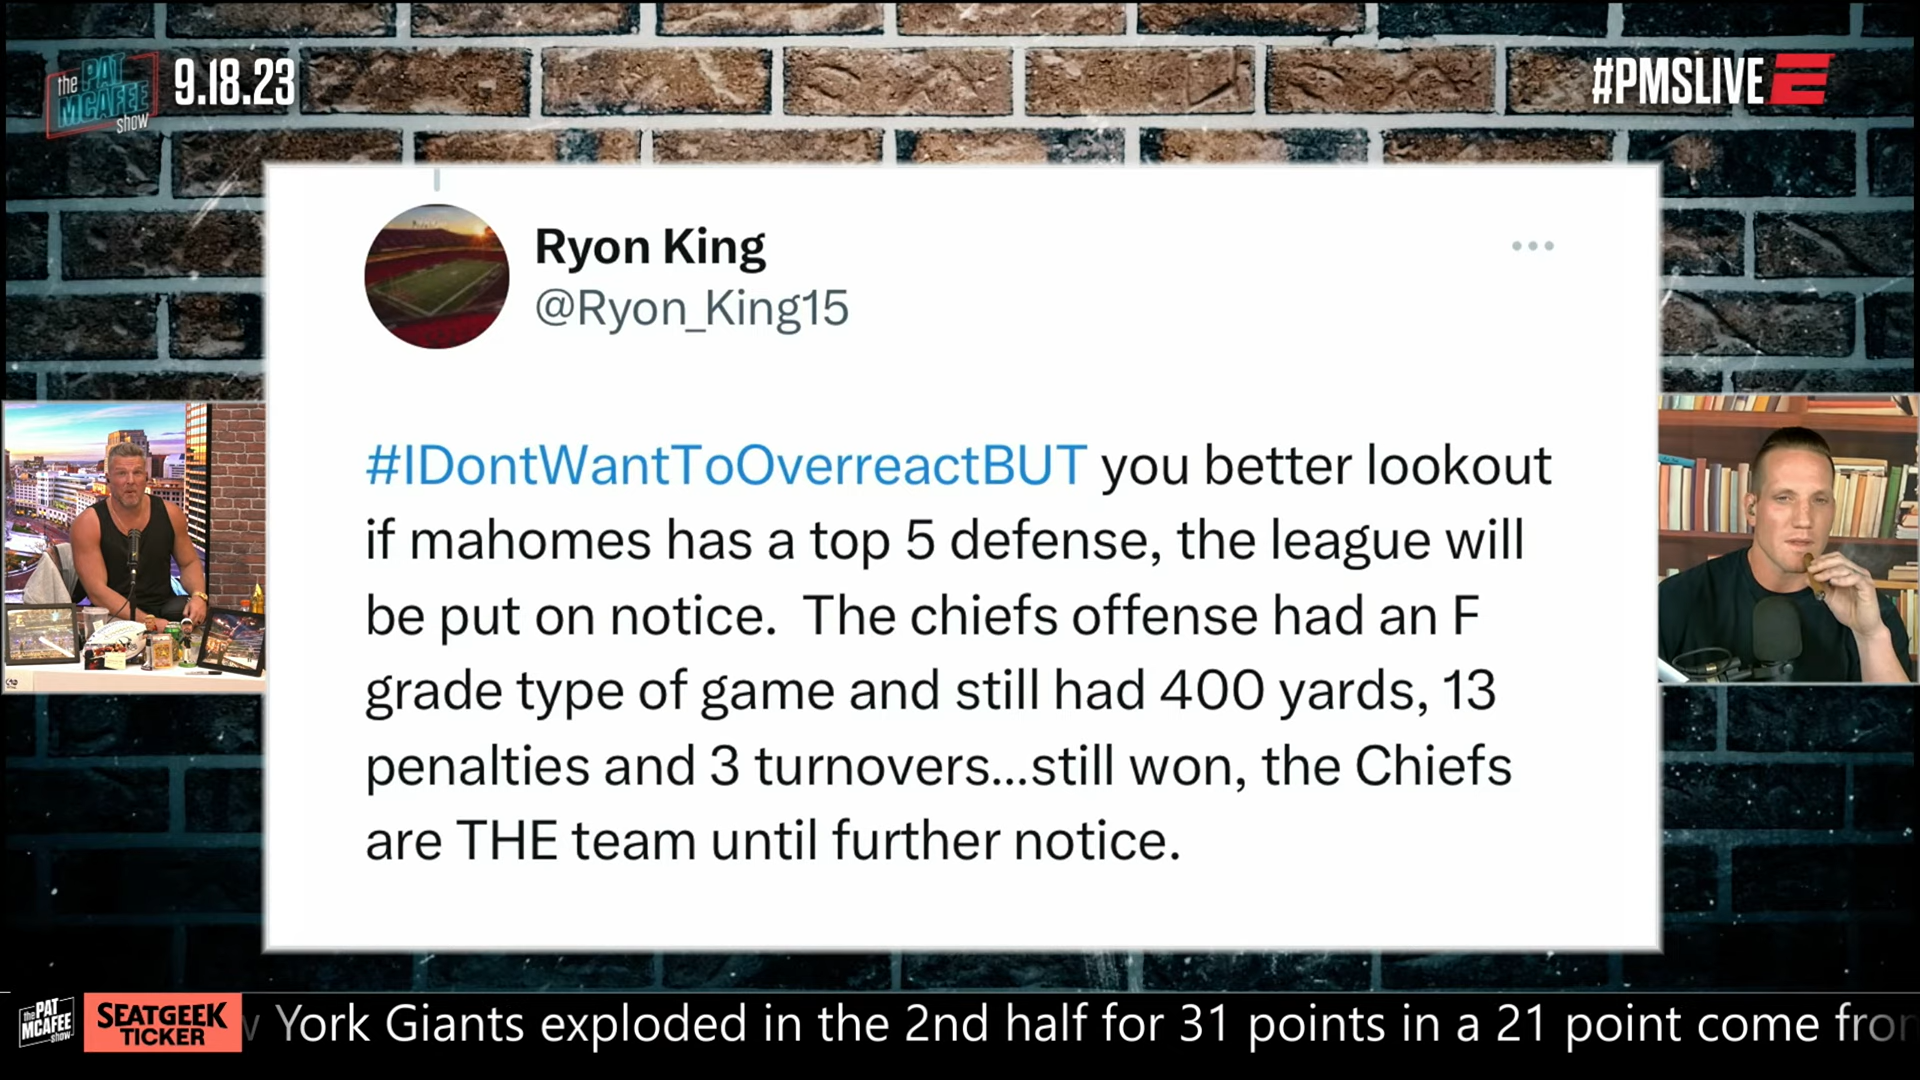 the PAT MCAFEE show
9.18.23
#PMSLIVE
Ryon King
@Ryon_King15
#IDontWantToOverreactBUT you better lookout
if mahomes has a top 5 defense, the league will
be put on notice.  The chiefs offense had an F
grade type of game and still had 400 yards, 13
penalties and 3 turnovers...still won, the Chiefs
are THE team until further notice.
the PAT MCAFEE show
SEATGEEK
TICKER
York Giants exploded in the 2nd half for 31 points in a 21 point come